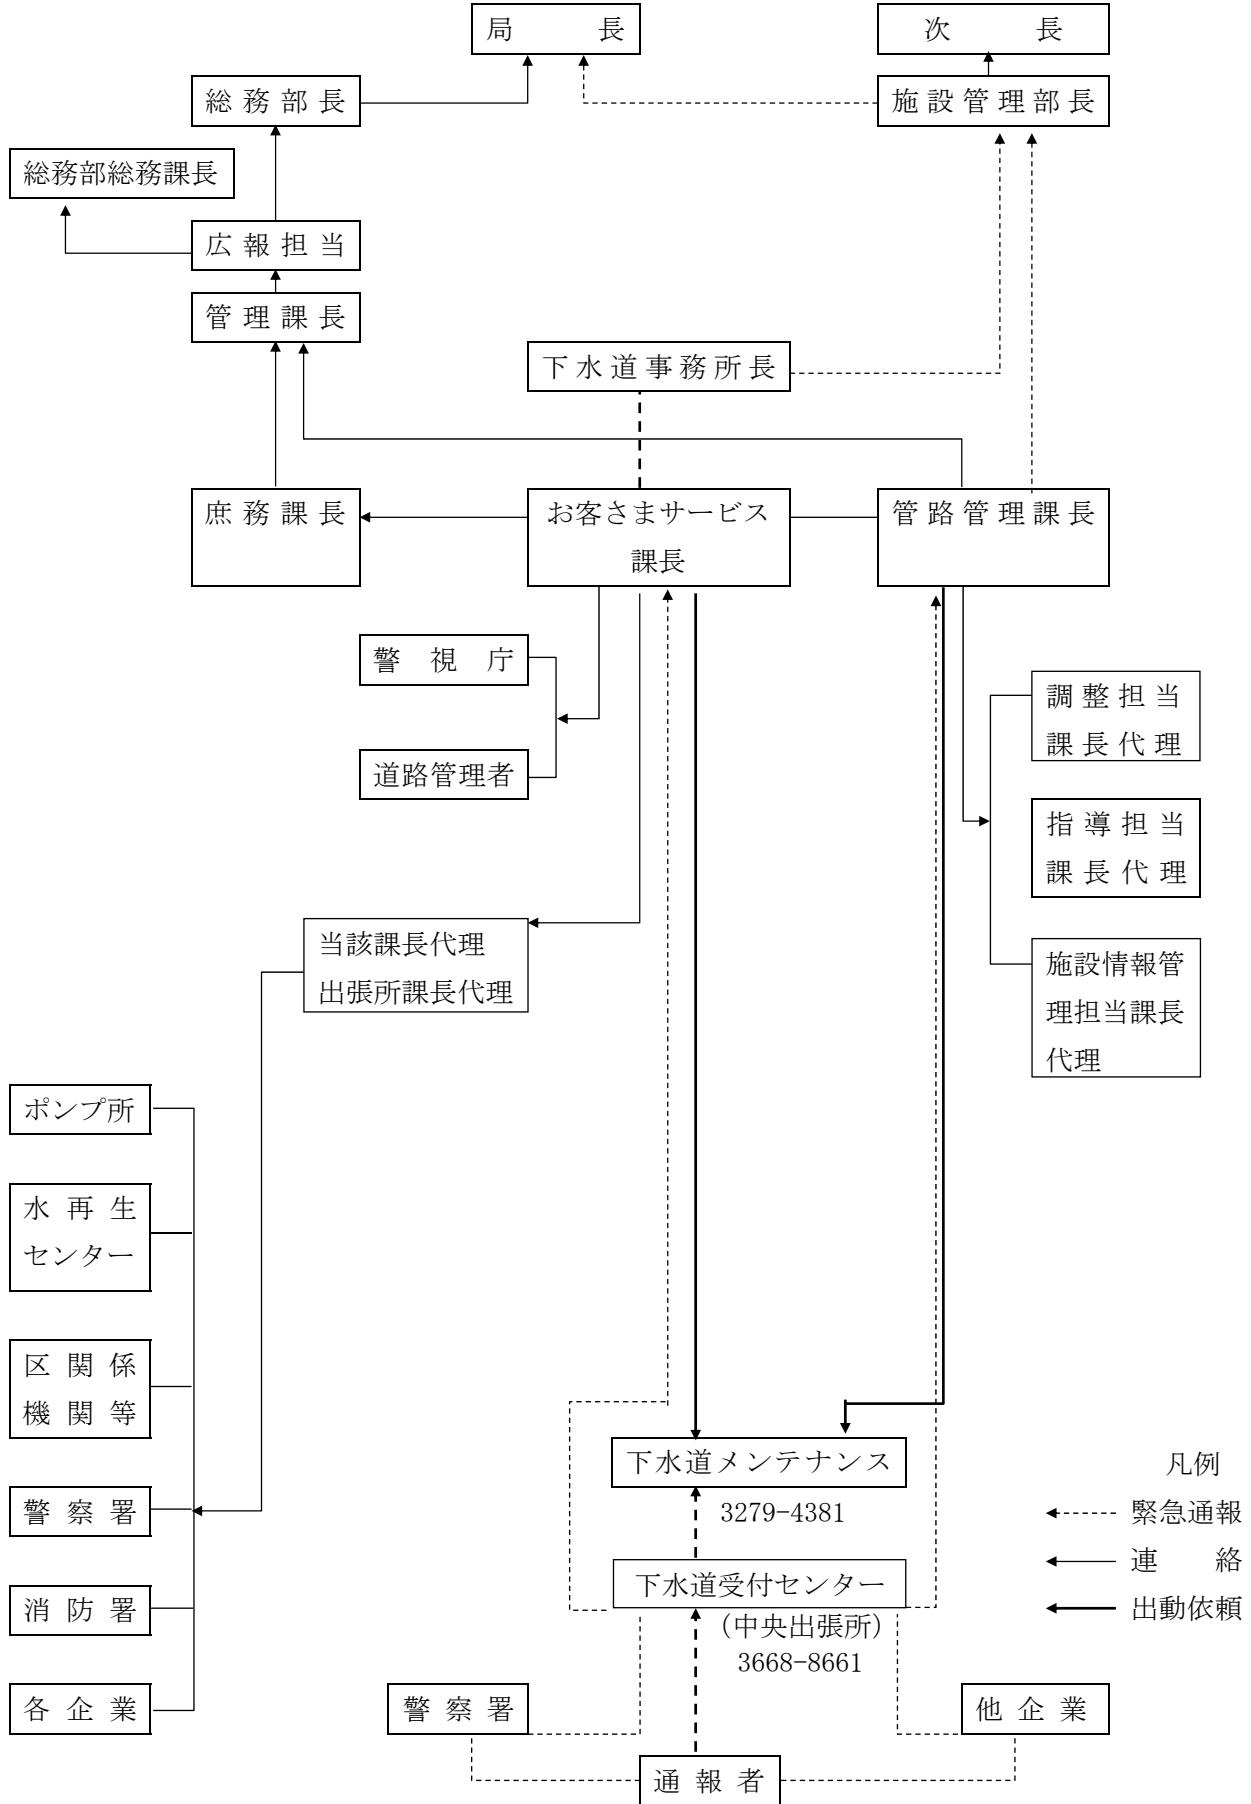 局長
次長
総務部長
施設管理部長
総務部総務課長
広報担当
管理課長
下水道事務所長
庶務課長
お客さまサービス
課長
管路管理課長
警視庁
道路管理者
調整担当
課長代理
指導担当
課長代理
当該課長代理
出張所課長代理
施設情報管
理担当課長
代理
ポンプ所
水再生
センター
区関係
機関等
警察署
消防署
各企業
下水道メンテナンス
3279-4381
下水道受付センター
（中央出張所）
3668-8661
警察署
他企業
通報者
凡例
緊急通報
連絡
出動依頼